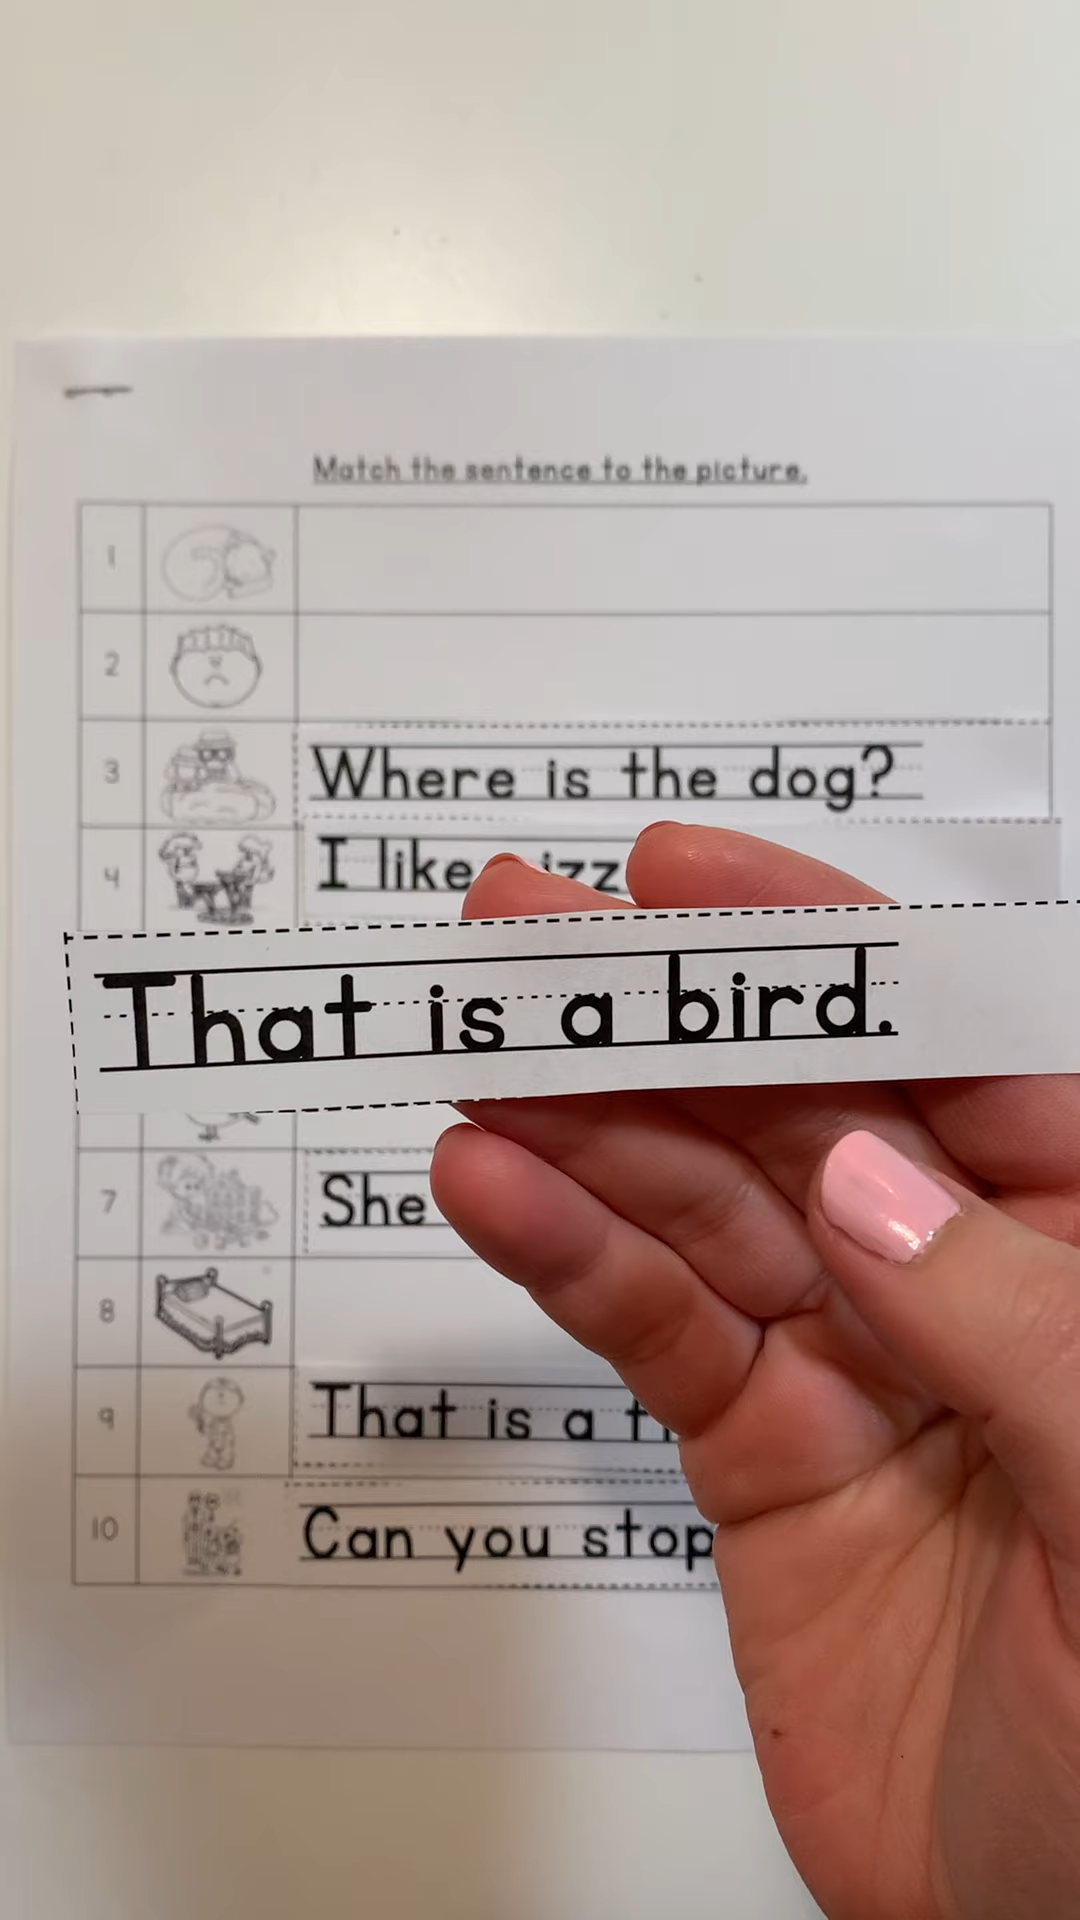 Match the sentence to the picture.
1
2
3 Where is the dog?
4 I like
That is a bird.
7 She
8
9 That is a
10 Can you stop